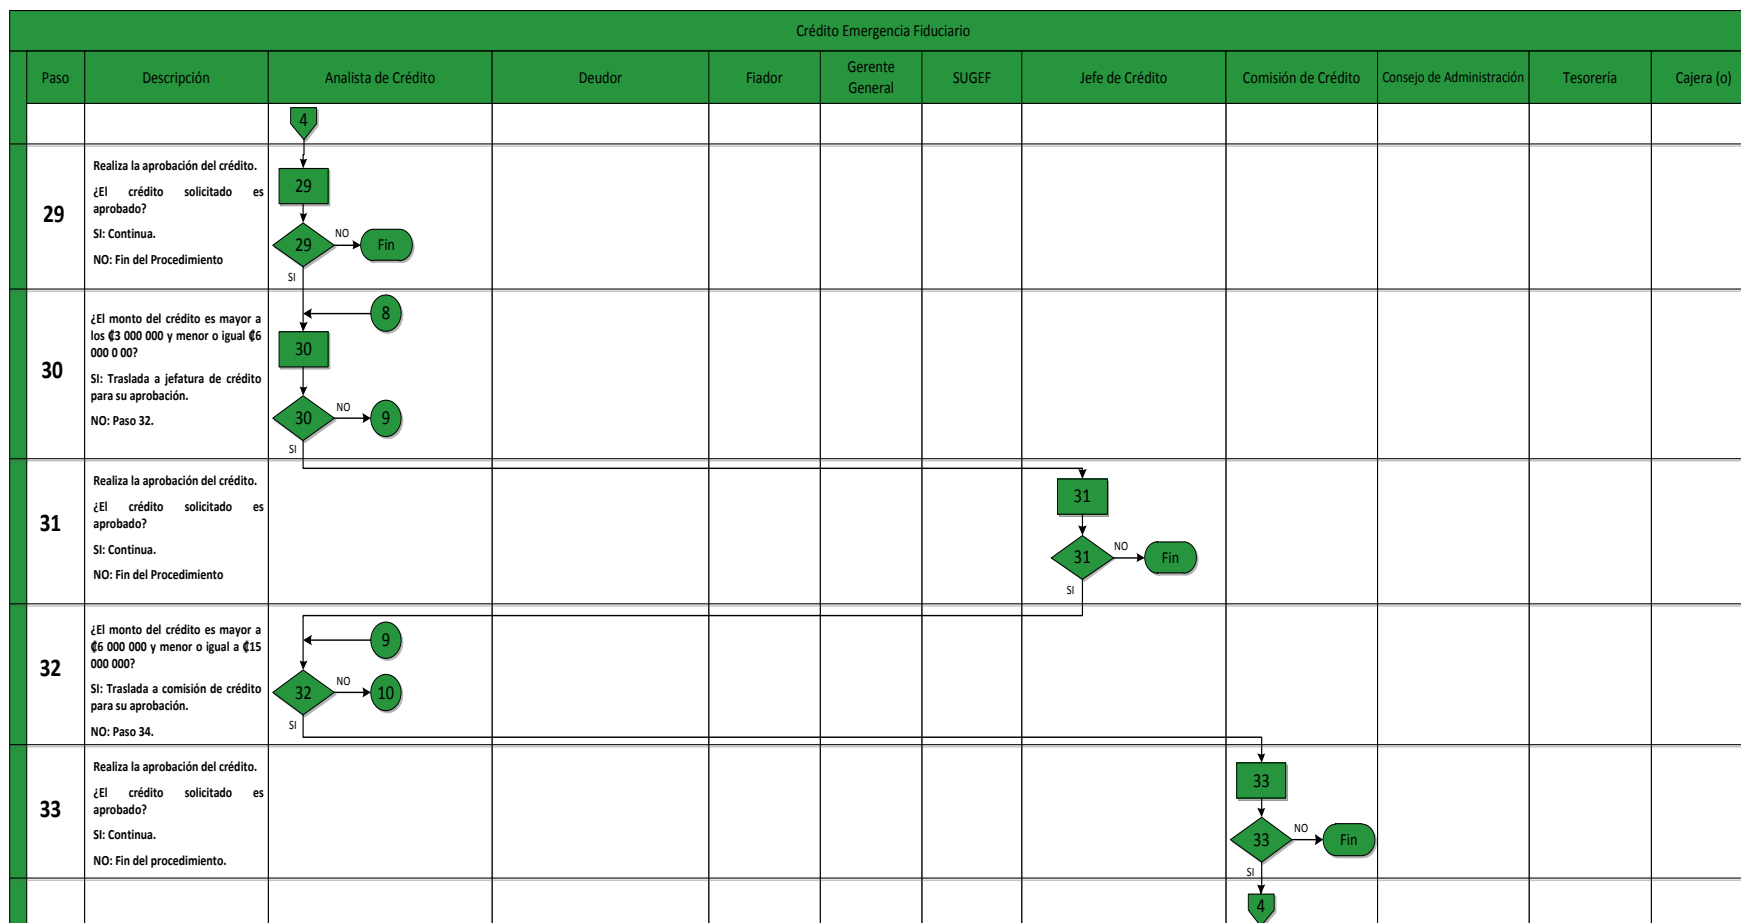 Crédito Emergencia Fiduciario
Paso
Descripción
Analista de Crédito
Deudor
Fiador
Gerente
General
SUGEF
Jefe de Crédito
Comisión de Crédito
Consejo de Administración
Tesorería
Cajera (o)
4
29
Realiza la aprobación del crédito.
¿El crédito solicitado es
aprobado?
SI: Continua.
NO: Fin del Procedimiento
29
29
NO
Fin
SI
30
¿El monto del crédito es mayor a
los ₡3 000 000 y menor o igual ₡6
000 0 00?
SI: Traslada a jefatura de crédito
para su aprobación.
NO: Paso 32.
8
30
30
NO
9
SI
31
Realiza la aprobación del crédito.
¿El crédito solicitado es
aprobado?
SI: Continua.
NO: Fin del Procedimiento
31
31
NO
Fin
SI
32
¿El monto del crédito es mayor a
₡6 000 000 y menor o igual a ₡15
000 000?
SI: Traslada a comisión de crédito
para su aprobación.
NO: Paso 34.
9
32
NO
10
SI
33
Realiza la aprobación del crédito.
¿El crédito solicitado es
aprobado?
SI: Continua.
NO: Fin del procedimiento.
33
33
NO
Fin
SI
4